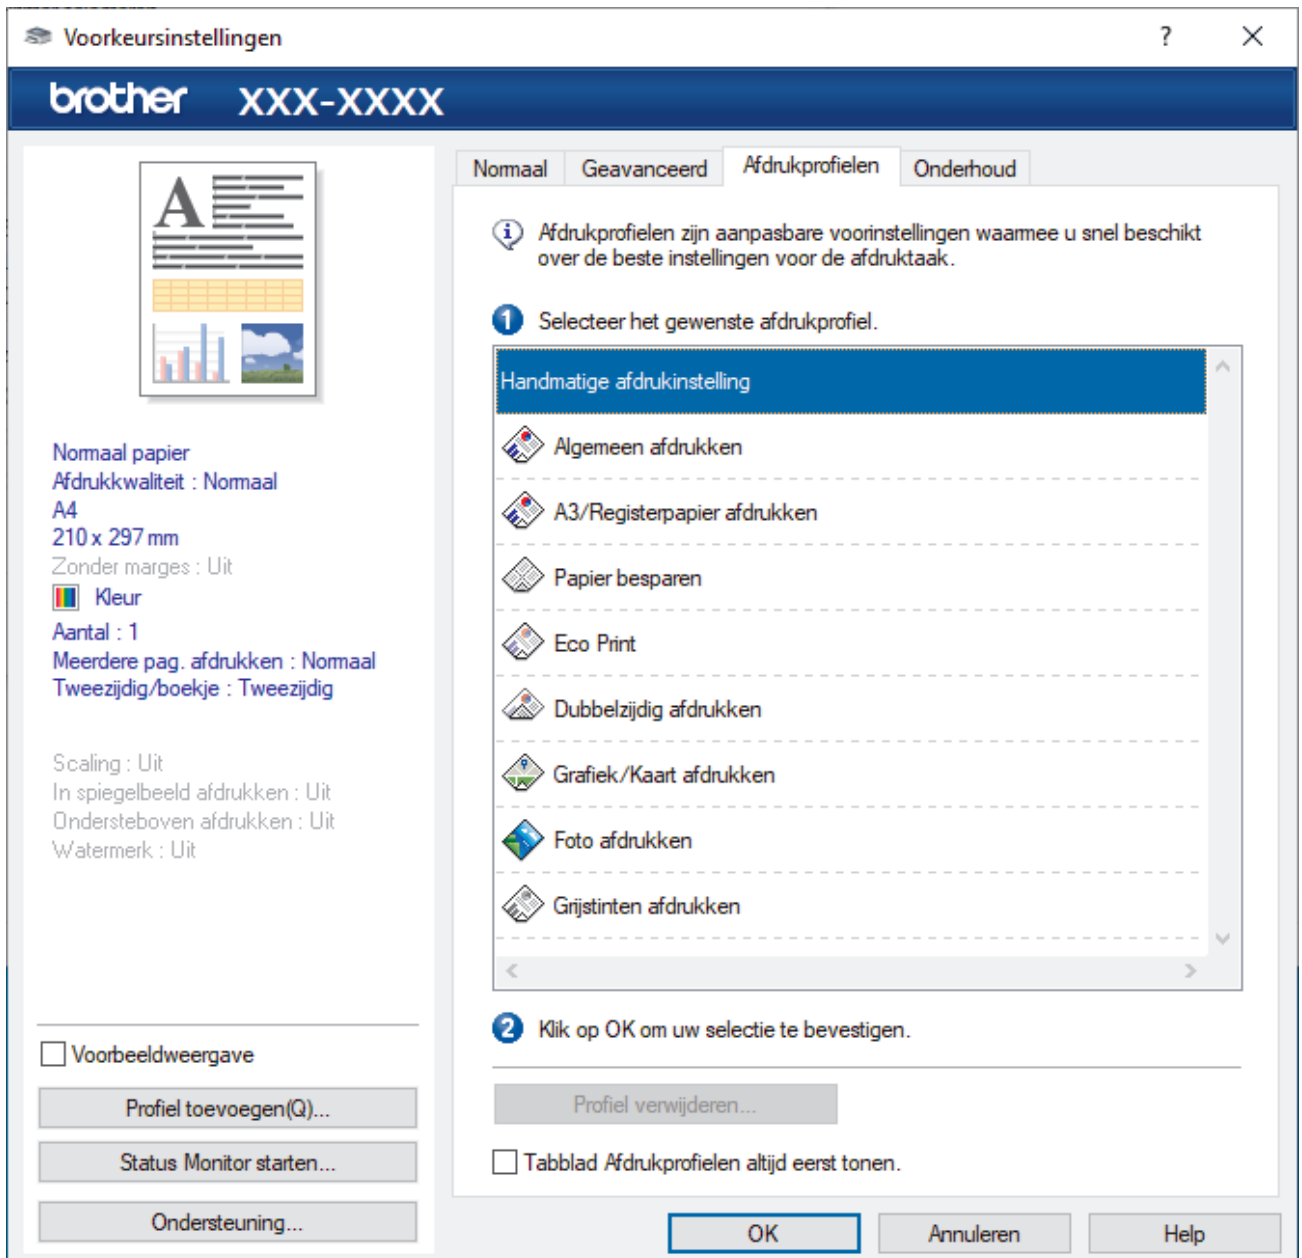 Voorkeursinstellingen
?
brother XXX-XXXX
A
Normaal papier
Afdrukkwaliteit : Normaal
A4
210 x 297 mm
Zonder marges : Uit
Kleur
Aantal : 1
Meerdere pag. afdrukken : Normaal
Tweezijdig/boekje : Tweezijdig
Scaling : Uit
In spiegelbeeld afdrukken : Uit
Ondersteboven afdrukken : Uit
Watermerk : Uit
Voorbeeldweergave
Profiel toevoegen(Q)...
Status Monitor starten...
Ondersteuning...
Normaal Geavanceerd Afdrukprofielen Onderhoud
Afdrukprofielen zijn aanpasbare voorinstellingen waarmee u snel beschikt
over de beste instellingen voor de afdruktaak.
1 Selecteer het gewenste afdrukprofiel.
Handmatige afdrukinstelling
Algemeen afdrukken
A3/Registerpapier afdrukken
Papier besparen
Eco Print
Dubbelzijdig afdrukken
Grafiek/Kaart afdrukken
Foto afdrukken
Grijstinten afdrukken
2 Klik op OK om uw selectie te bevestigen.
Profiel verwijderen...
Tabblad Afdrukprofielen altijd eerst tonen.
OK Annuleren Help